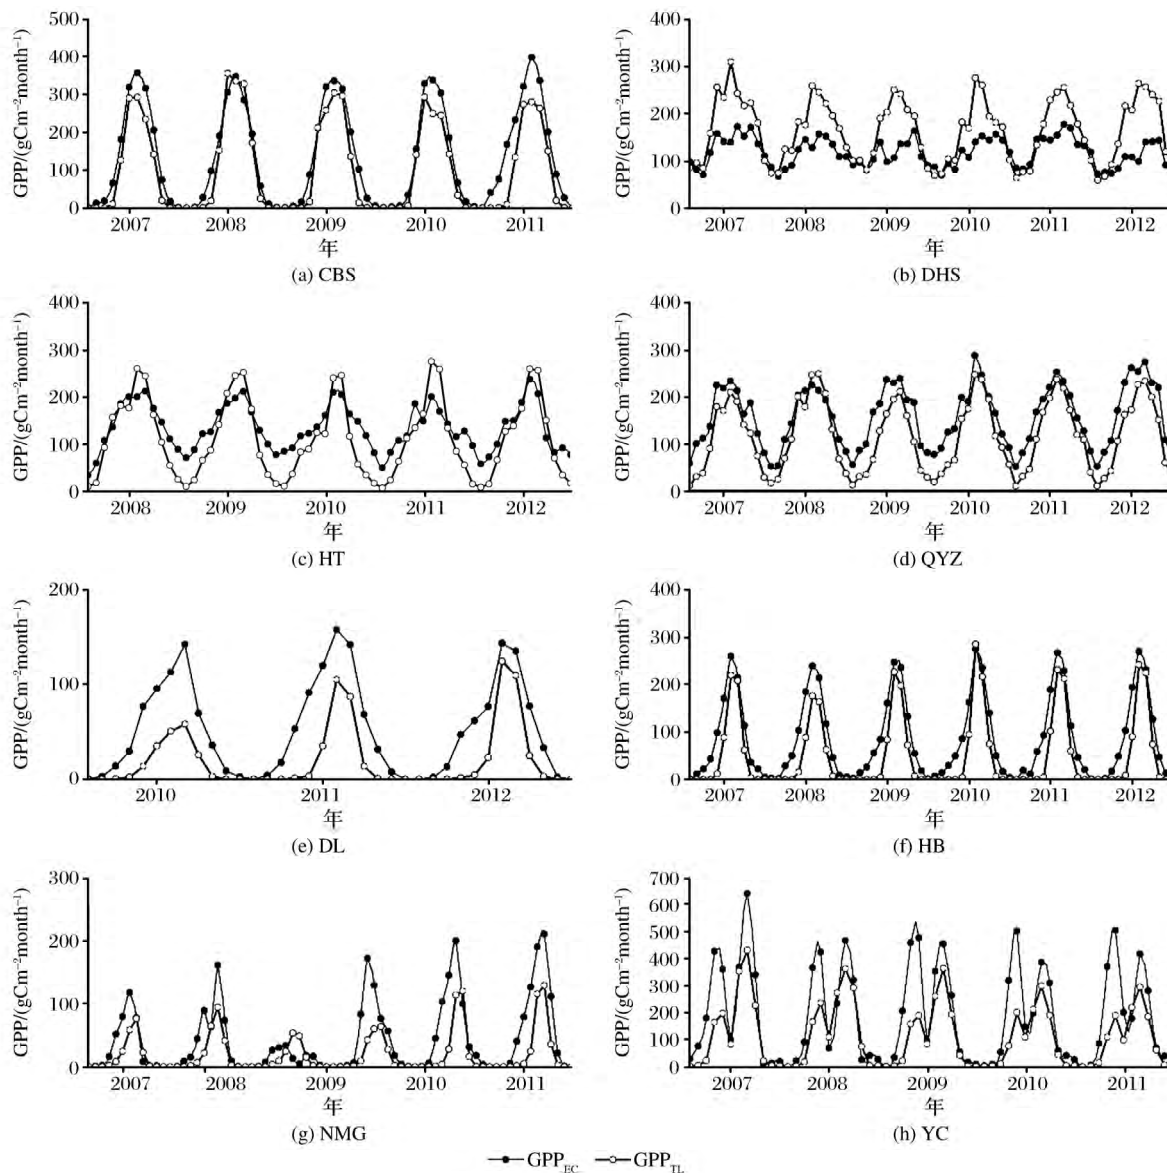 500
400
300
200
100
0
GPP/(gCm⁻²month⁻¹)
2007 2008 2009 2010 2011
年
(a) CBS
400
300
200
100
0
GPP/(gCm⁻²month⁻¹)
2007 2008 2009 2010 2011 2012
年
(b) DHS
400
300
200
100
0
GPP/(gCm⁻²month⁻¹)
2008 2009 2010 2011 2012
年
(c) HT
400
300
200
100
0
GPP/(gCm⁻²month⁻¹)
2007 2008 2009 2010 2011 2012
年
(d) QYZ
200
100
0
GPP/(gCm⁻²month⁻¹)
2010 2011 2012
年
(e) DL
400
300
200
100
0
GPP/(gCm⁻²month⁻¹)
2007 2008 2009 2010 2011 2012
年
(f) HB
300
200
100
0
GPP/(gCm⁻²month⁻¹)
2007 2008 2009 2010 2011
年
(g) NMG
700
600
500
400
300
200
100
0
GPP/(gCm⁻²month⁻¹)
2007 2008 2009 2010 2011
年
(h) YC
GPP_EC GPP_TL